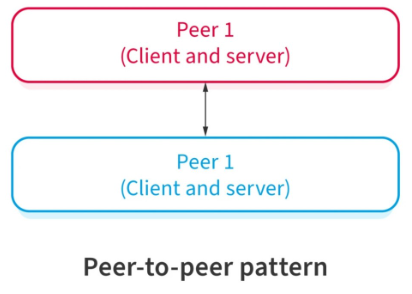 Peer 1
(Client and server)
Peer 1
(Client and server)
Peer-to-peer pattern